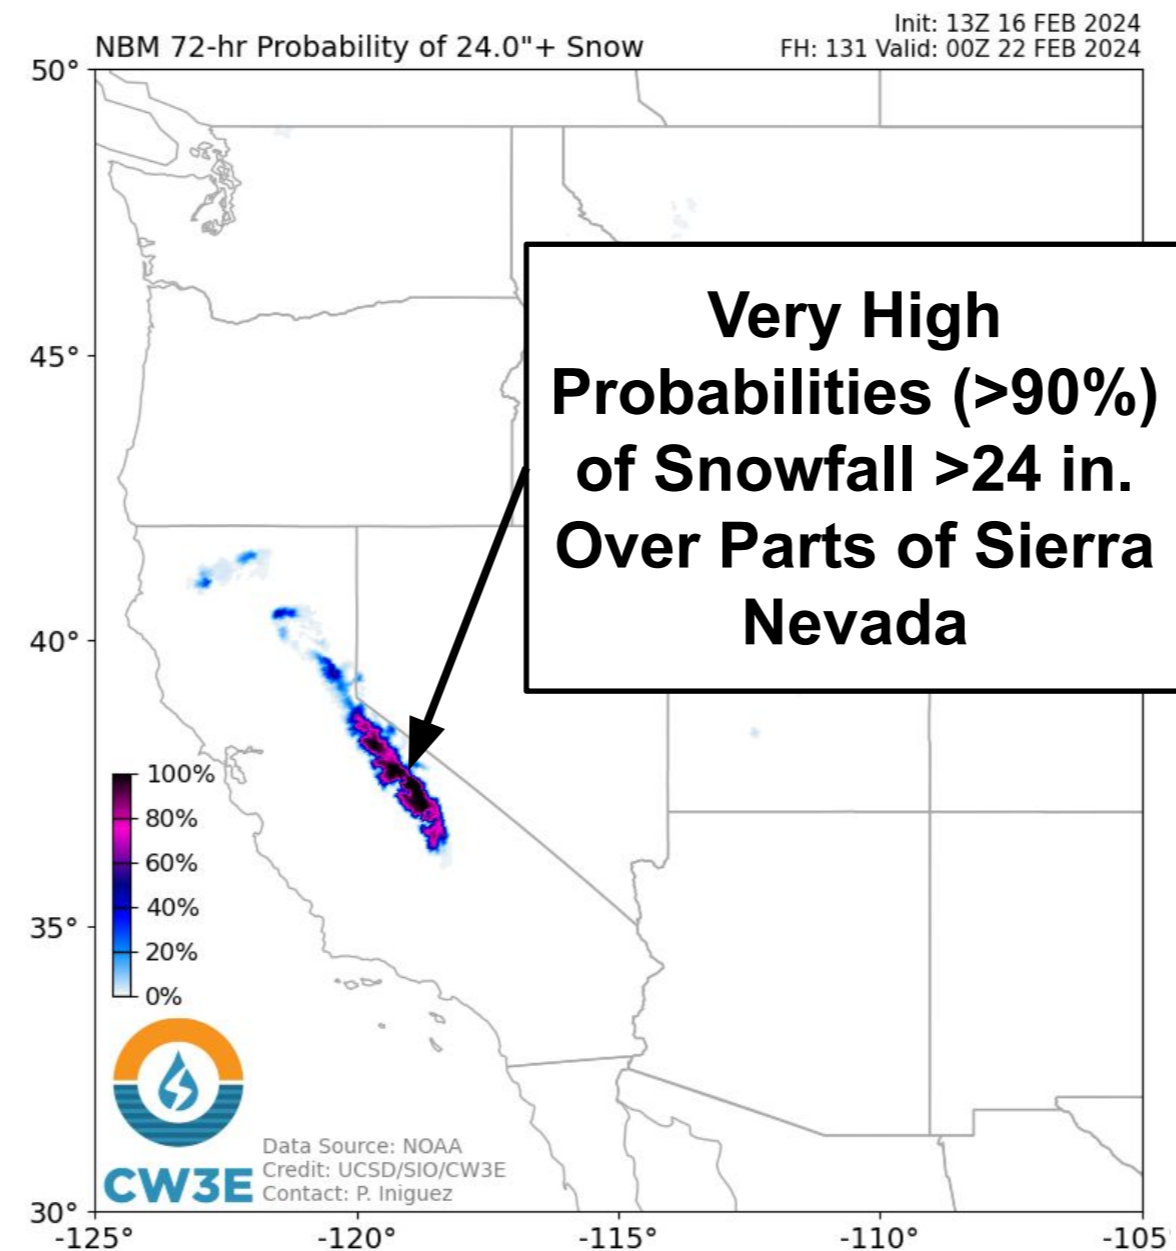 Init: 13Z 16 FEB 2024
NBM 72-hr Probability of 24.0"+ Snow
FH: 131 Valid: 00Z 22 FEB 2024
50°
45°
40°
35°
30°
Very High
Probabilities (>90%)
of Snowfall >24 in.
Over Parts of Sierra
Nevada
100%
80%
60%
40%
20%
0%
CW3E
Data Source: NOAA
Credit: UCSD/SIO/CW3E
Contact: P. Iniguez
-125°
-120°
-115°
-110°
-105